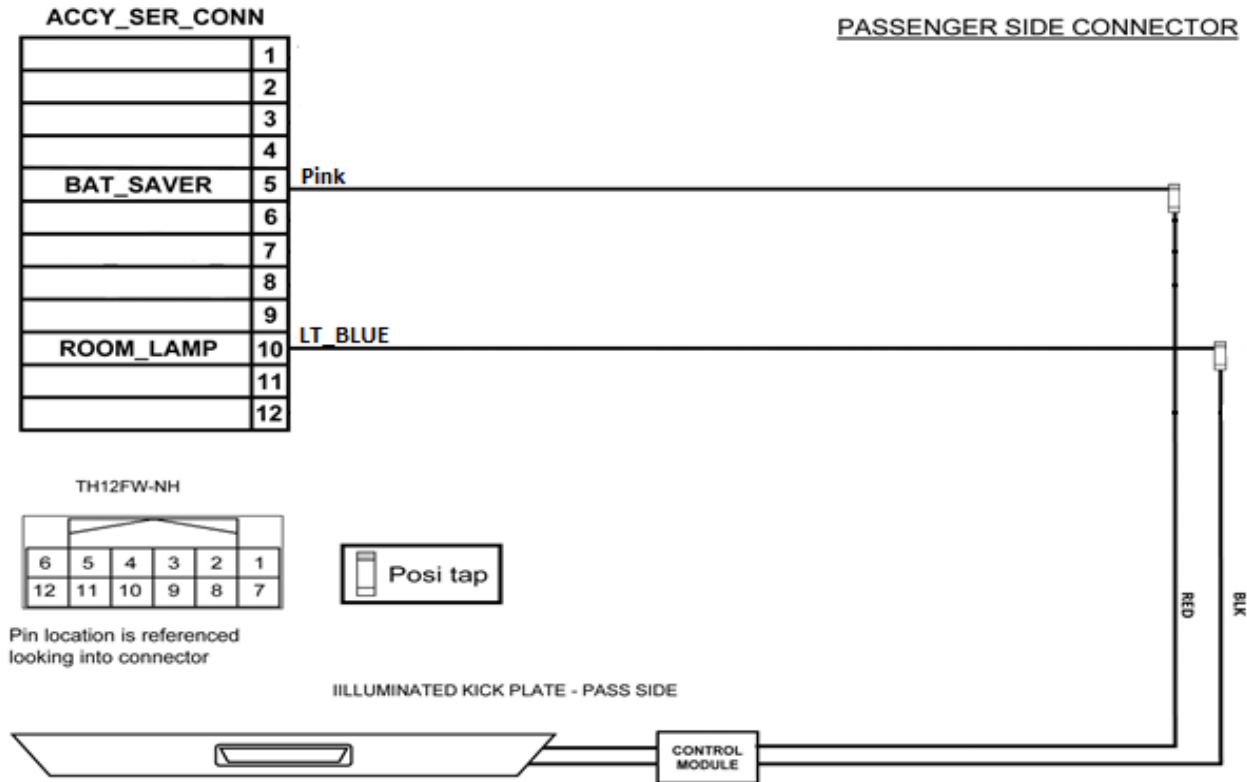 ACCY_SER_CONN
PASSENGER SIDE CONNECTOR
1
2
3
4
BAT_SAVER 5 Pink
6
7
8
9
ROOM_LAMP 10 LT_BLUE
11
12
TH12FW-NH
6 5 4 3 2 1
12 11 10 9 8 7
Posi tap
RED
BLK
Pin location is referenced
looking into connector
IILLUMINATED KICK PLATE - PASS SIDE
CONTROL
MODULE